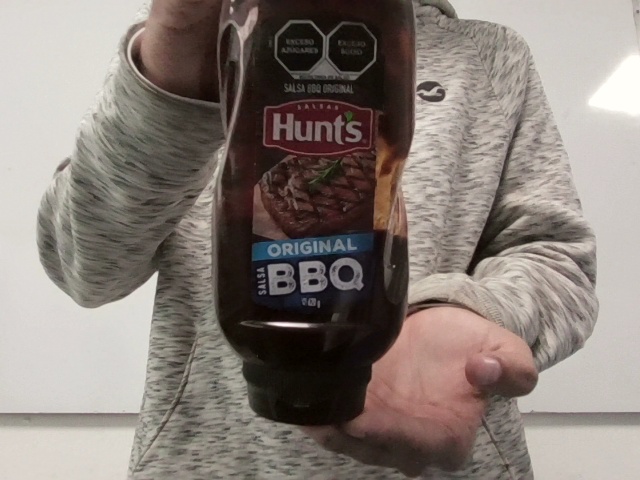 EXCESO AZÚCARES
EXCESO SODIO
SALSA BBQ ORIGINAL
SALSAS
Hunt's
ORIGINAL
SALSA BBQ